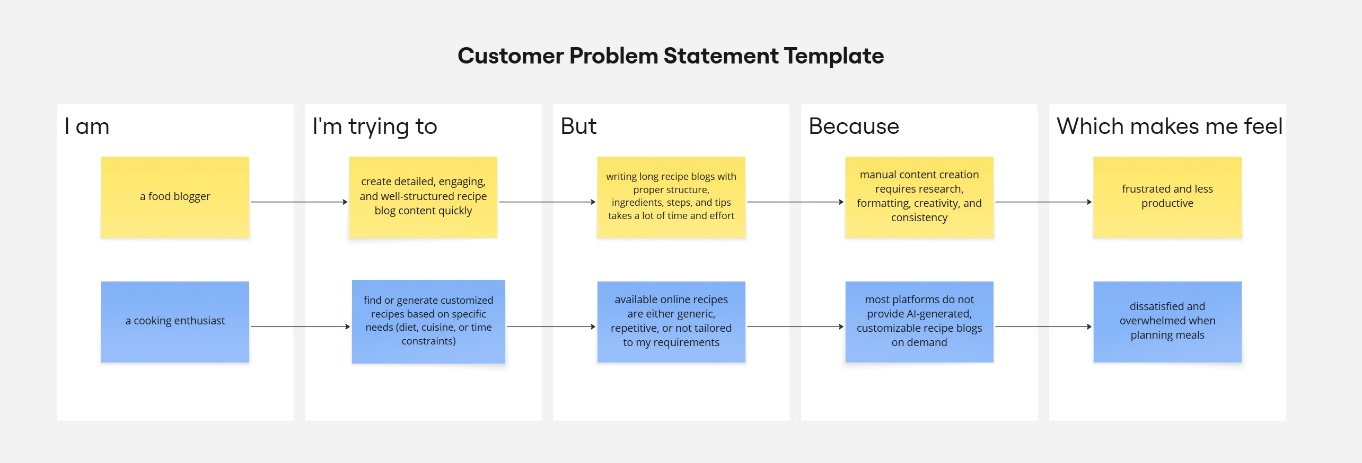 Customer Problem Statement Template
I am
I'm trying to
But
Because
Which makes me feel
a food blogger
create detailed, engaging,
and well-structured recipe
blog content quickly
writing long recipe blogs with
proper structure,
ingredients, steps, and tips
takes a lot of time and effort
manual content creation
requires research,
formatting, creativity, and
consistency
frustrated and less
productive
a cooking enthusiast
find or generate customized
recipes based on specific
needs (diet, cuisine, or time
constraints)
available online recipes
are either generic,
repetitive, or not tailored
to my requirements
most platforms do not
provide AI-generated,
customizable recipe blogs
on demand
dissatisfied and
overwhelmed when
planning meals